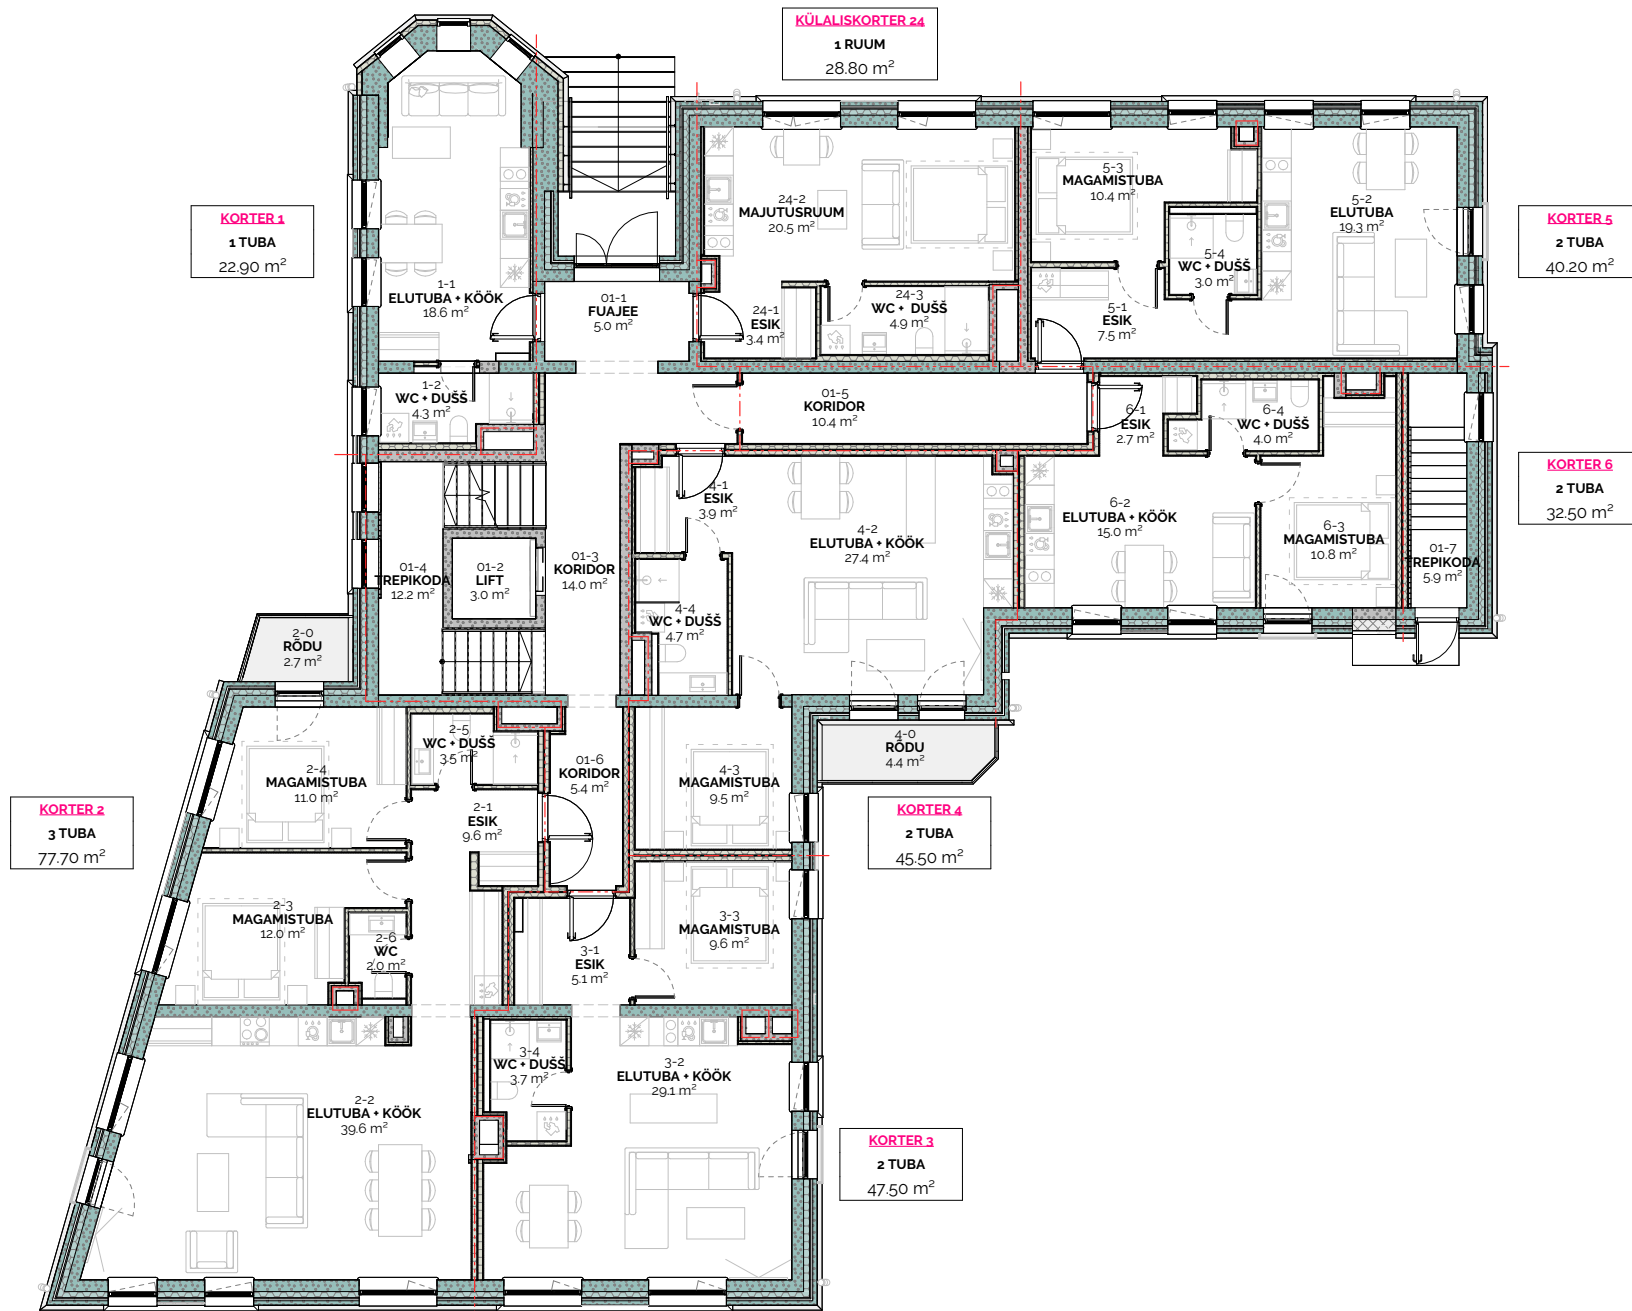 KÜLALISKORTER 24
1 RUUM
28.80 m²
KORTER 1
1 TUBA
22.90 m²
KORTER 5
2 TUBA
40.20 m²
KORTER 6
2 TUBA
32.50 m²
KORTER 2
3 TUBA
77.70 m²
KORTER 4
2 TUBA
45.50 m²
KORTER 3
2 TUBA
47.50 m²
1-1
ELUTUBA + KÖÖK
18.6 m²
01-1
FUAJEE
5.0 m²
24-2
MAJUTUSRUUM
20.5 m²
24-1
ESIK
3.4 m²
24-3
WC + DUŠŠ
4.9 m²
5-3
MAGAMISTUBA
10.4 m²
5-2
ELUTUBA
19.3 m²
5-4
WC + DUŠŠ
3.0 m²
5-1
ESIK
7.5 m²
1-2
WC + DUŠŠ
4.3 m²
01-5
KORIDOR
10.4 m²
6-1
ESIK
2.7 m²
6-4
WC + DUŠŠ
4.0 m²
4-1
ESIK
3.9 m²
4-2
ELUTUBA + KÖÖK
27.4 m²
6-2
ELUTUBA + KÖÖK
15.0 m²
6-3
MAGAMISTUBA
10.8 m²
01-7
TREPIKODA
5.9 m²
01-4
TREPIKODA
12.2 m²
01-2
LIFT
3.0 m²
01-3
KORIDOR
14.0 m²
4-4
WC + DUŠŠ
4.7 m²
2-0
RÕDU
2.7 m²
2-5
WC + DUŠŠ
3.5 m²
4-0
RÕDU
4.4 m²
2-4
MAGAMISTUBA
11.0 m²
01-6
KORIDOR
5.4 m²
4-3
MAGAMISTUBA
9.5 m²
2-1
ESIK
9.6 m²
2-3
MAGAMISTUBA
12.0 m²
2-6
WC
2.0 m²
3-1
ESIK
5.1 m²
3-3
MAGAMISTUBA
9.6 m²
3-4
WC + DUŠŠ
3.7 m²
3-2
ELUTUBA + KÖÖK
29.1 m²
2-2
ELUTUBA + KÖÖK
39.6 m²